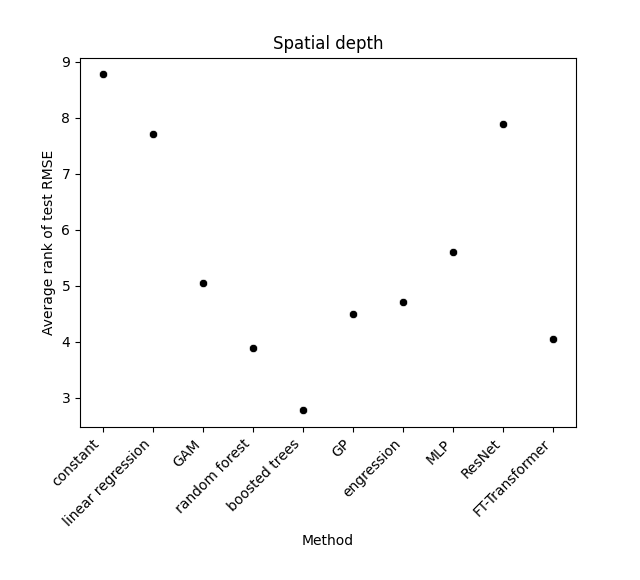 Spatial depth
Average rank of test RMSE
9
8
7
6
5
4
3
constant
linear regression
GAM
random forest
boosted trees
GP
engression
MLP
ResNet
FT-Transformer
Method